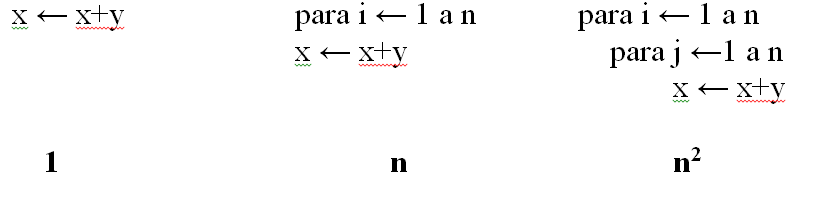 x ← x+y
para i ← 1 a n
x ← x+y
para i ← 1 a n
para j ←1 a n
x ← x+y
1
n
n²